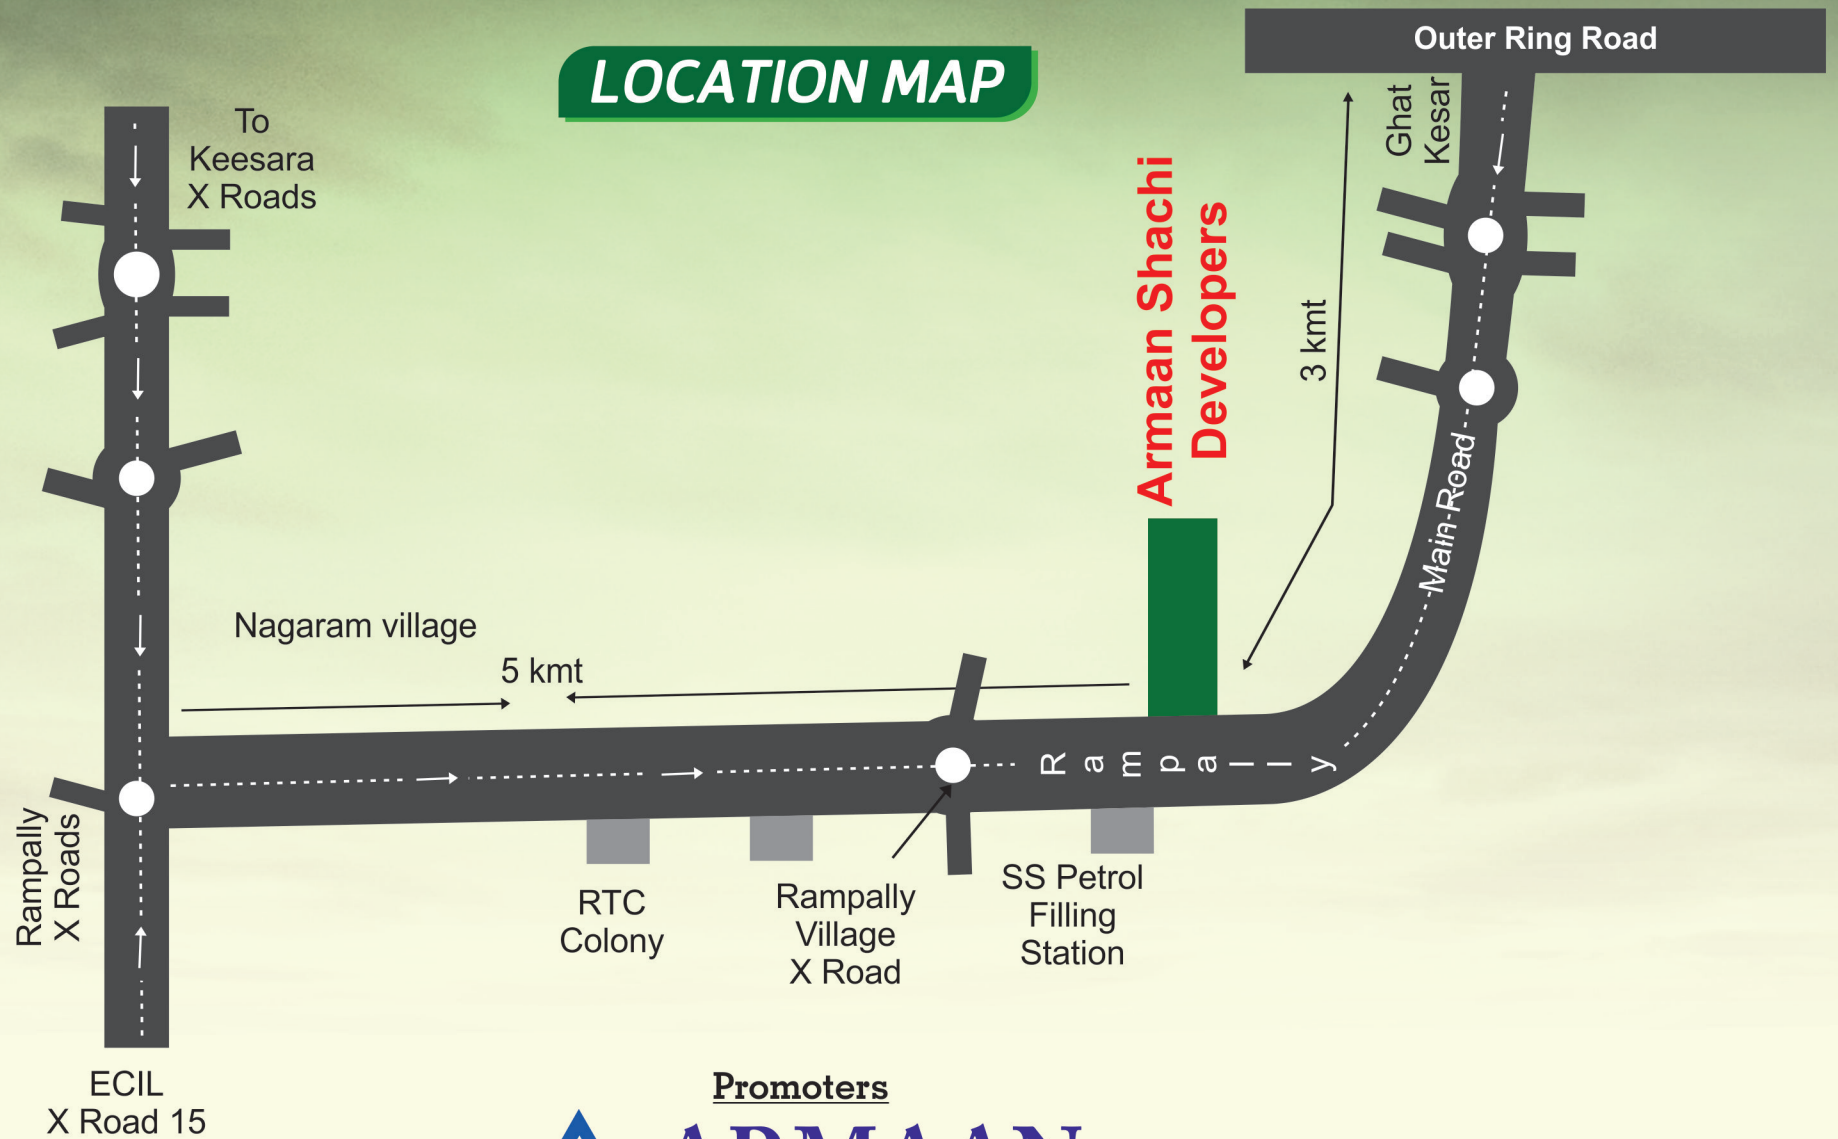 Outer Ring Road
LOCATION MAP
To
Keesara
X Roads
Ghat
Kesar
Armaan Shachi
Developers
3 kmt
Main Road
Nagaram village
5 kmt
Rampally
Rampally
X Roads
RTC
Colony
Rampally
Village
X Road
SS Petrol
Filling
Station
ECIL
X Road 15
Promoters
ARMAAN